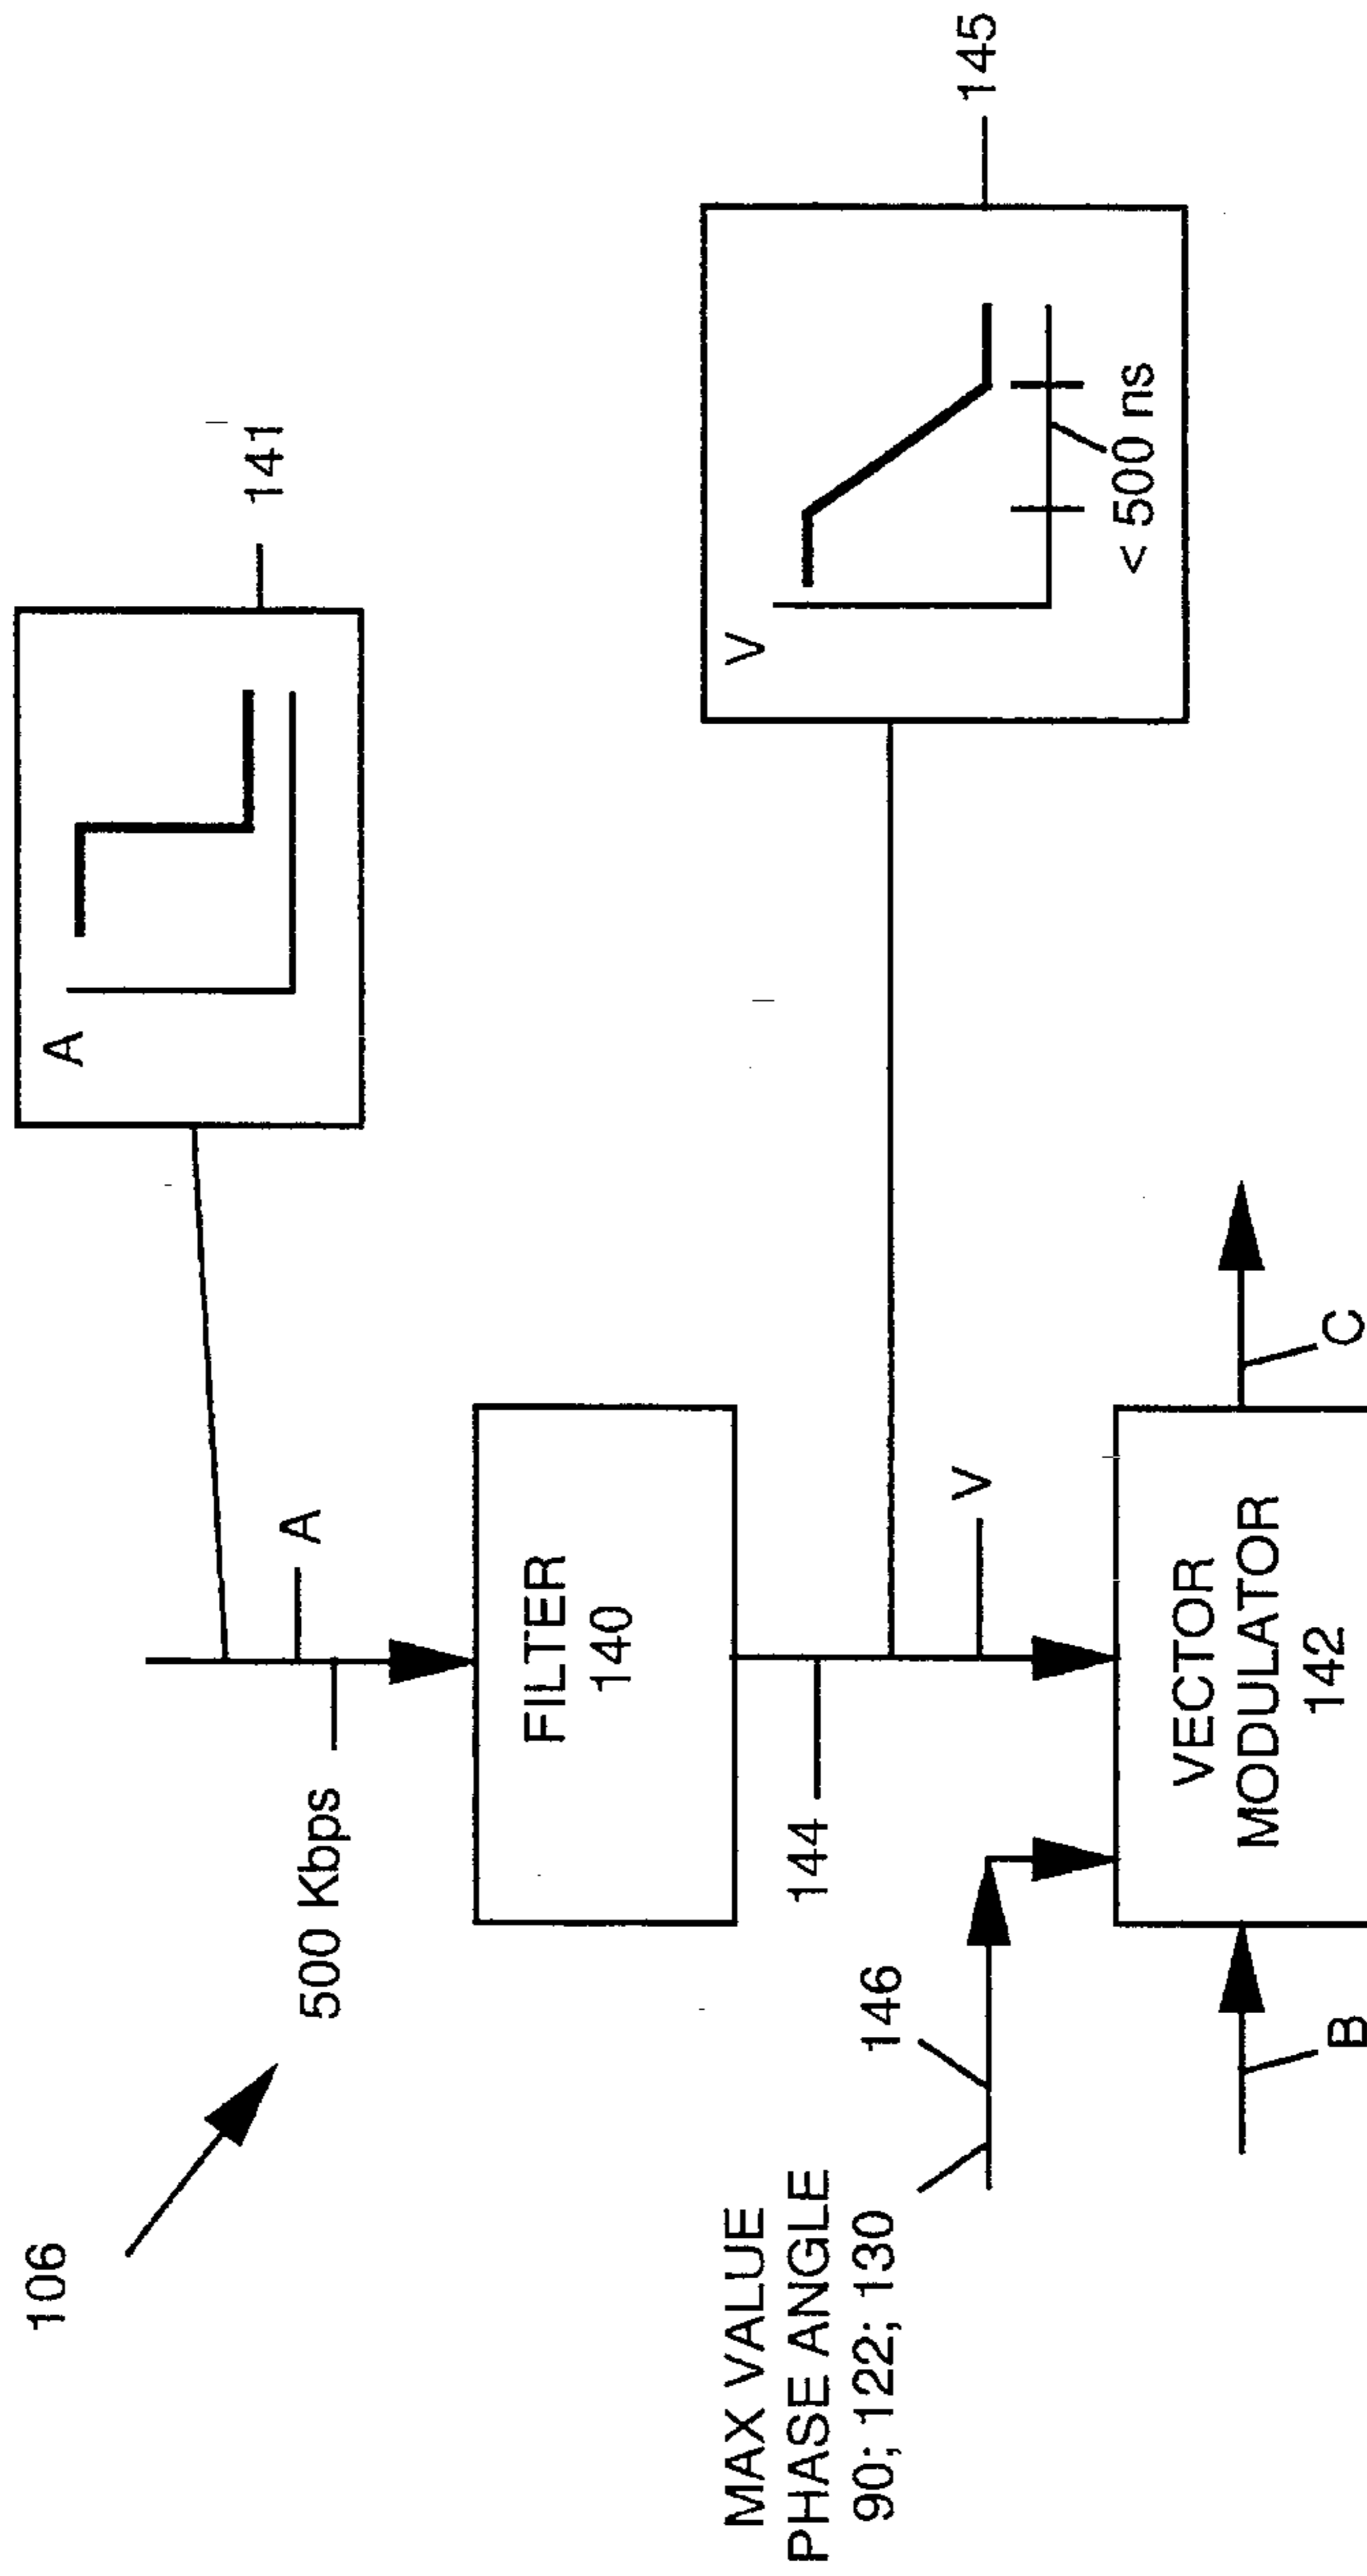 106
500 Kbps
A
A
141
FILTER
140
144
V
V
< 500 ns
145
MAX VALUE
PHASE ANGLE
90; 122; 130
146
VECTOR
MODULATOR
142
B
C